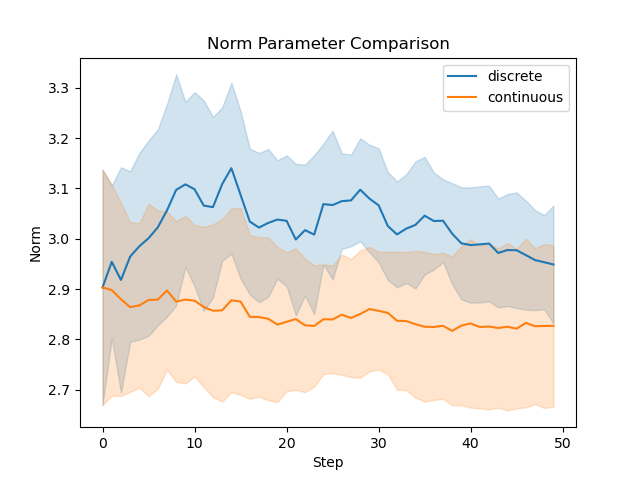 Norm Parameter Comparison
discrete
continuous
3.3
3.2
3.1
3.0
2.9
2.8
2.7
Norm
0 10 20 30 40 50
Step